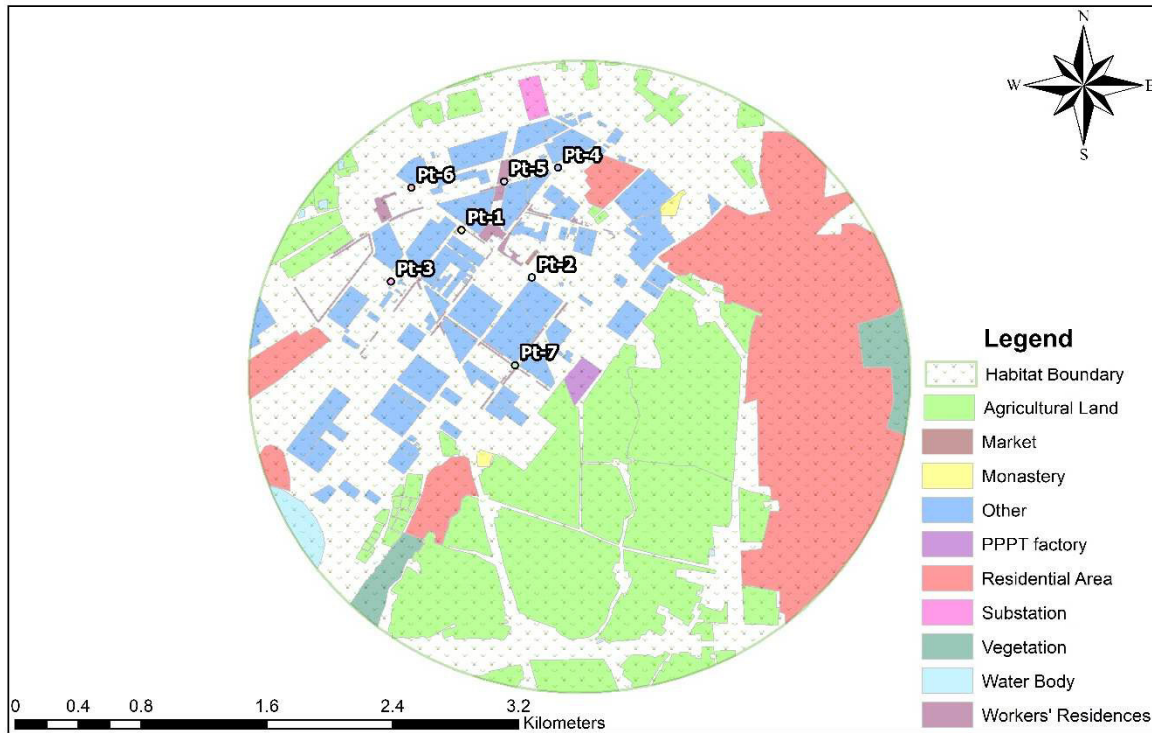 N
W E
S
Pt-4
Pt-5
Pt-6
Pt-1
Pt-2
Pt-3
Pt-7
Legend
Habitat Boundary
Agricultural Land
Market
Monastery
Other
PPPT factory
Residential Area
Substation
Vegetation
Water Body
Workers' Residences
0 0.4 0.8 1.6 2.4 3.2
Kilometers